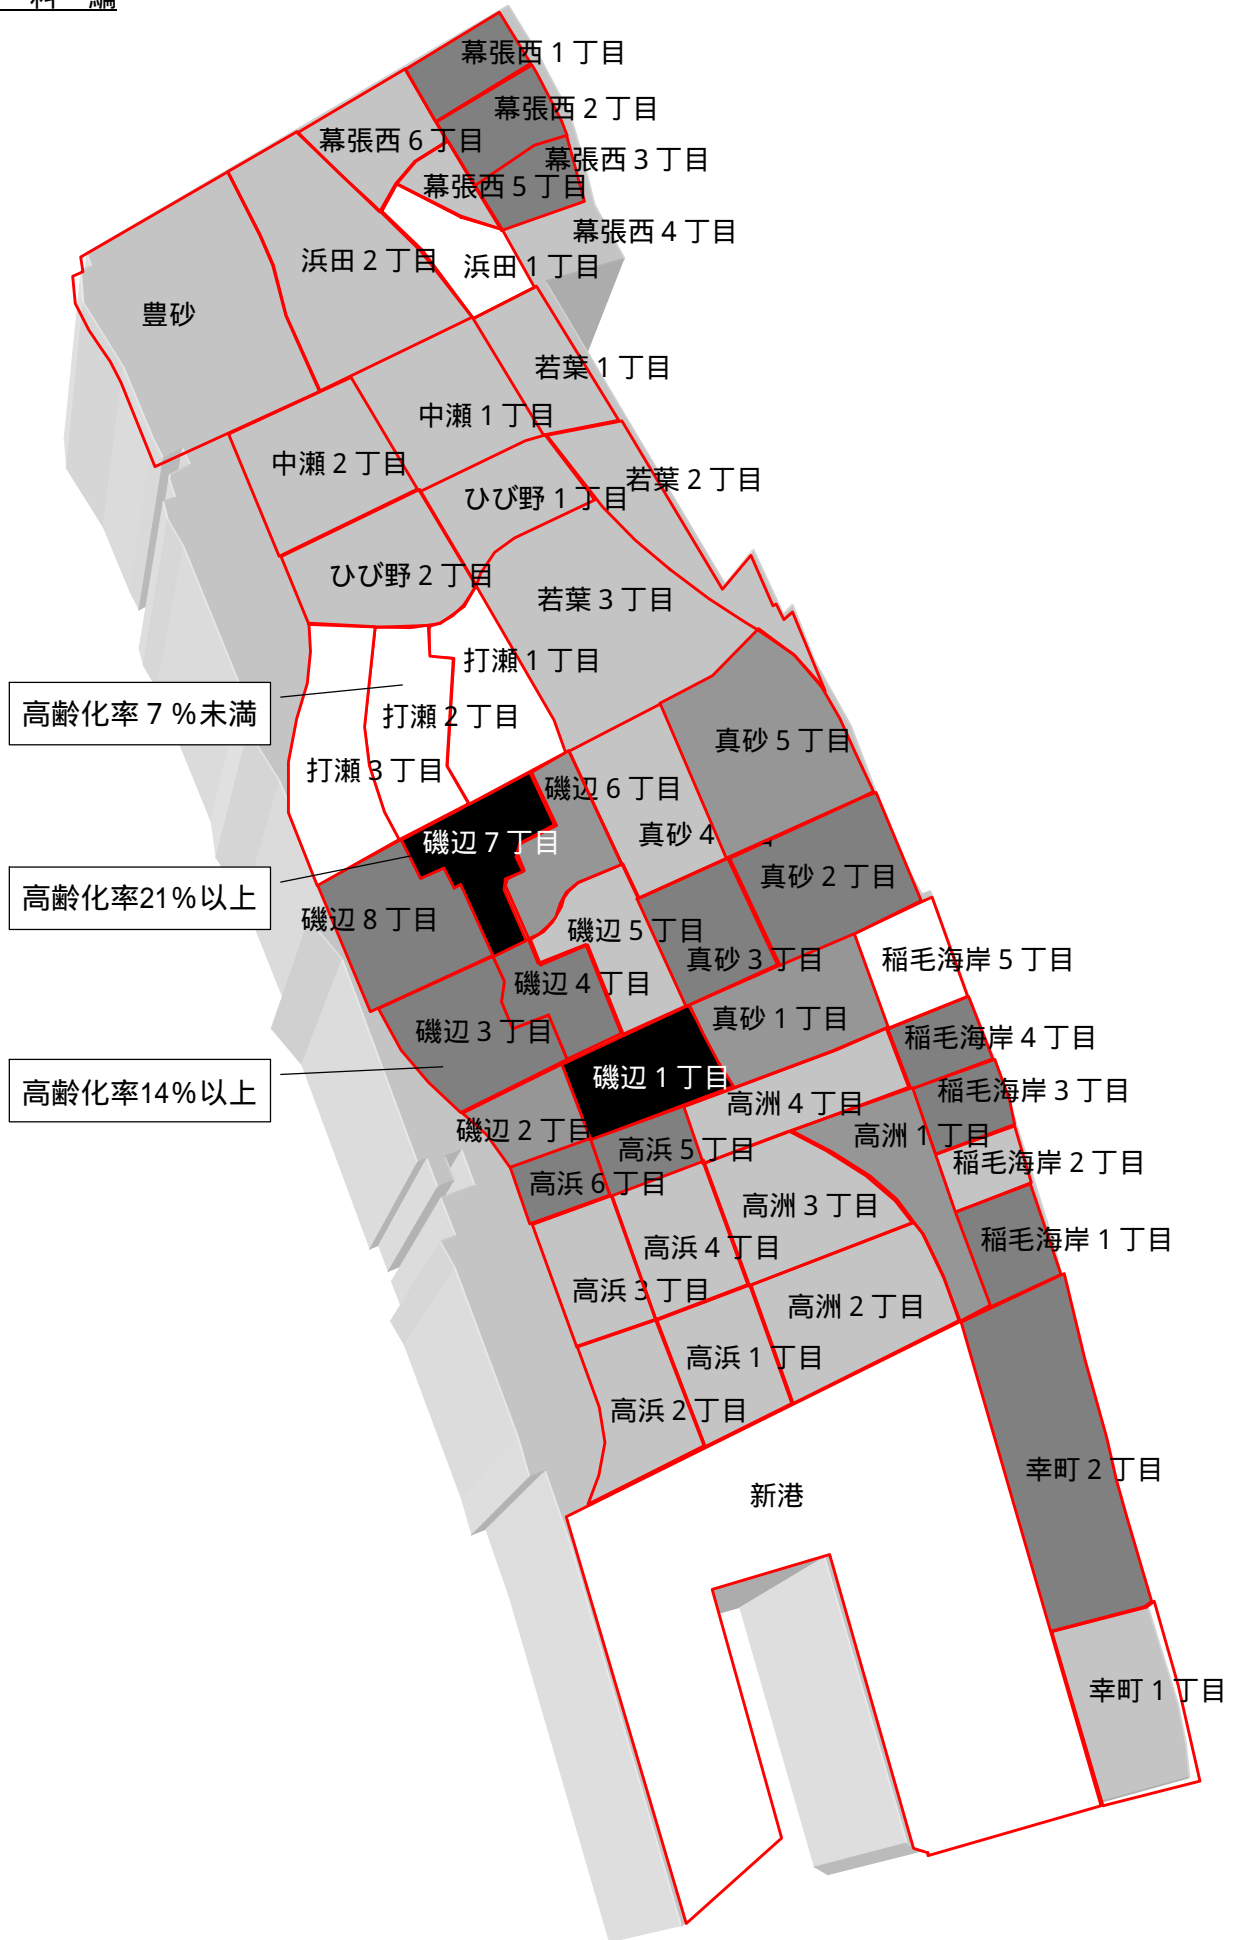 料 編
幕張西 1 丁目
幕張西 2 丁目
幕張西 6 丁目
幕張西 3 丁目
幕張西 5 丁目
幕張西 4 丁目
浜田 2 丁目
浜田 1 丁目
豊砂
若葉 1 丁目
中瀬 1 丁目
中瀬 2 丁目
若葉 2 丁目
ひび野 1 丁目
ひび野 2 丁目
若葉 3 丁目
打瀬 1 丁目
高齢化率 7 %未満
打瀬 2 丁目
真砂 5 丁目
打瀬 3 丁目
磯辺 6 丁目
真砂 4
磯辺 7 丁目
真砂 2 丁目
高齢化率21%以上
磯辺 8 丁目
磯辺 5 丁目
真砂 3 丁目
稲毛海岸 5 丁目
磯辺 4 丁目
真砂 1 丁目
磯辺 3 丁目
稲毛海岸 4 丁目
磯辺 1 丁目
高齢化率14%以上
稲毛海岸 3 丁目
高洲 4 丁目
磯辺 2 丁目
高洲 1 丁目
高浜 5 丁目
稲毛海岸 2 丁目
高浜 6 丁目
高洲 3 丁目
稲毛海岸 1 丁目
高浜 4 丁目
高浜 3 丁目
高洲 2 丁目
高浜 1 丁目
高浜 2 丁目
幸町 2 丁目
新港
幸町 1 丁目